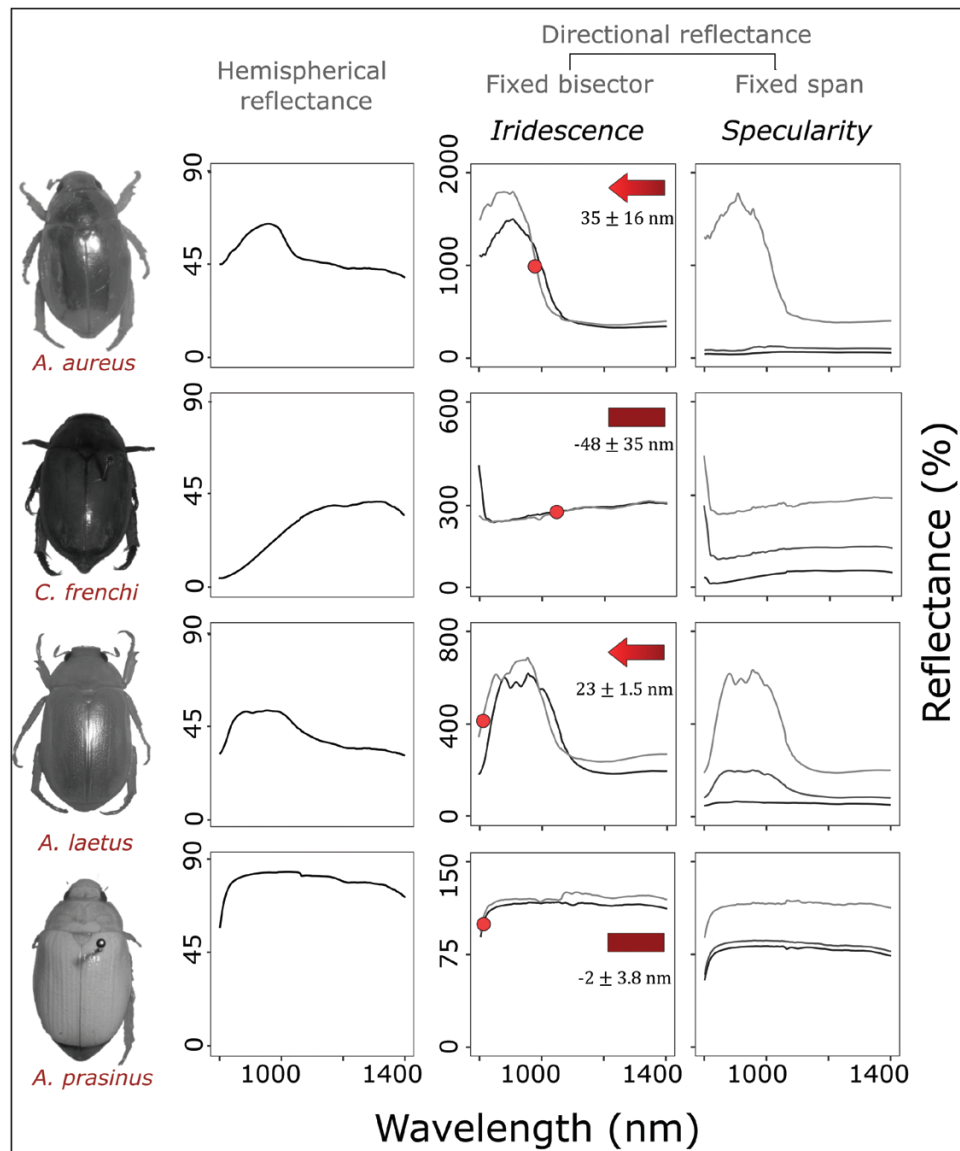 Directional reflectance
Hemispherical
reflectance
Fixed bisector
Fixed span
Iridescence
Specularity
90
45
0
2000
1000
0
35 ± 16 nm
A. aureus
90
45
0
600
300
0
-48 ± 35 nm
C. frenchi
90
45
0
800
400
0
23 ± 1.5 nm
A. laetus
90
45
0
150
75
0
-2 ± 3.8 nm
A. prasinus
1000
1400
1000
1400
1000
1400
Wavelength (nm)
Reflectance (%)